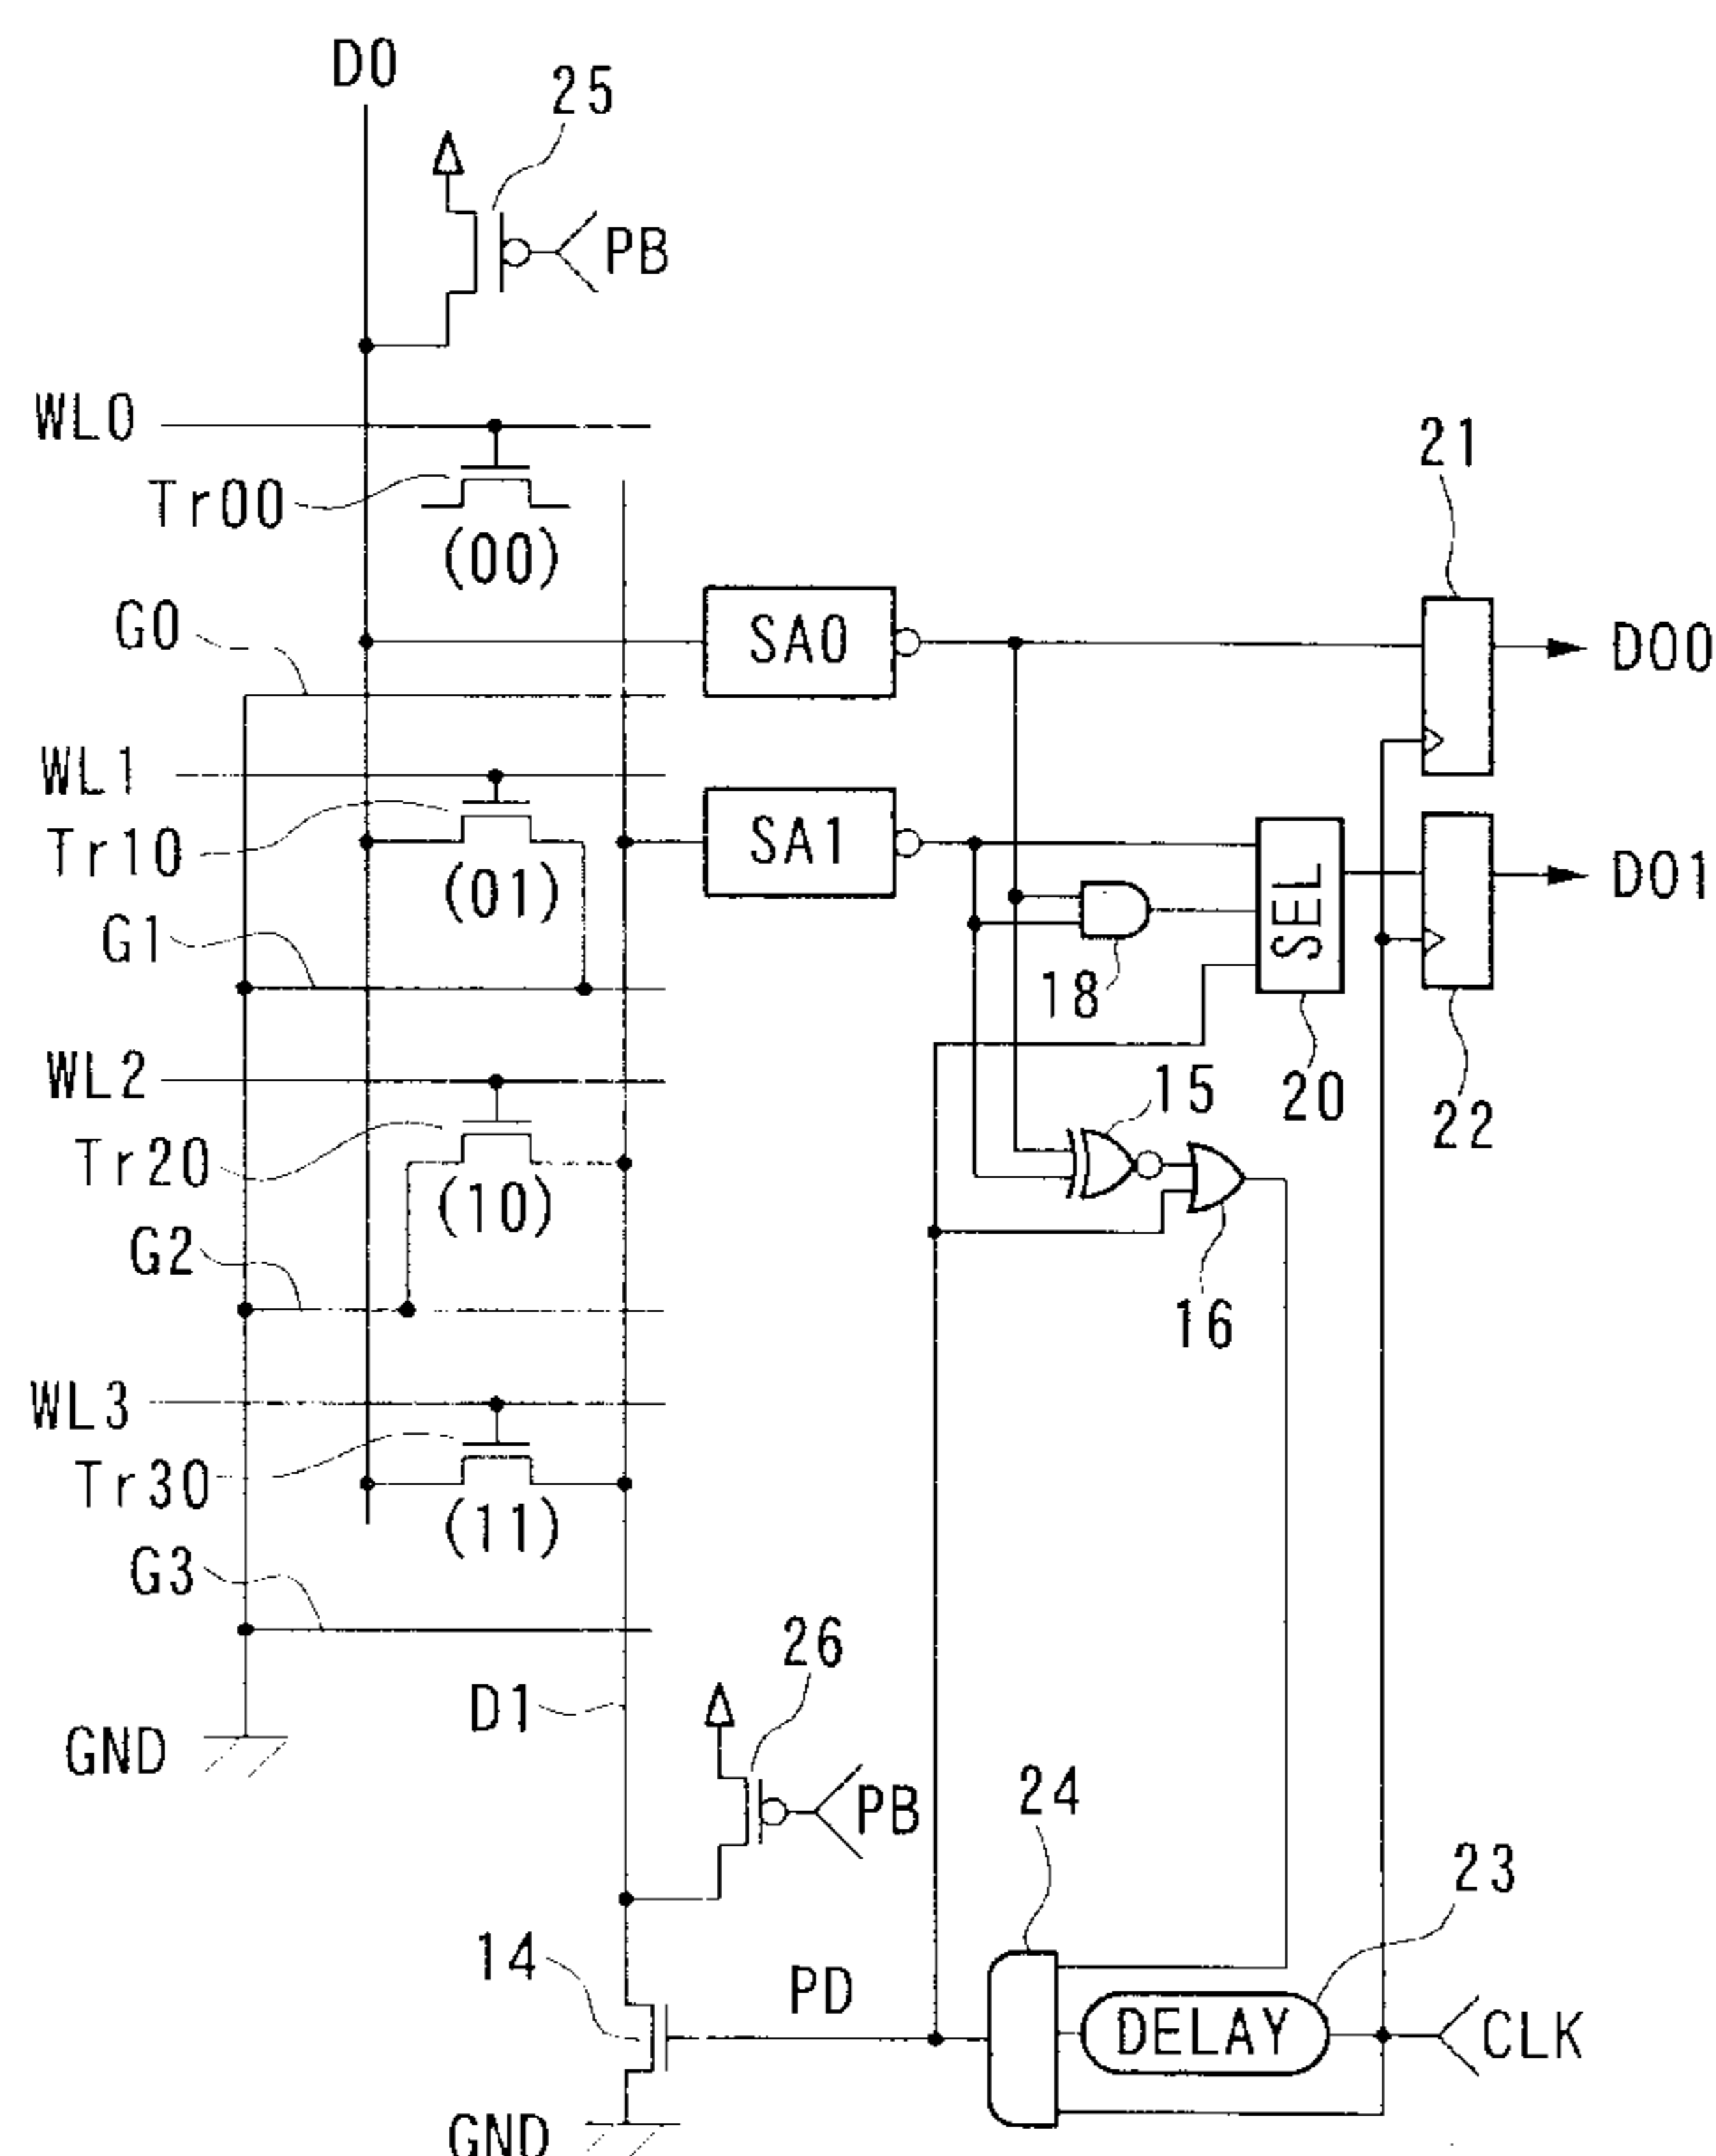 D0
25
PB
WL0
Tr00
(00)
21
G0
SA0
DO0
WL1
Tr10
(01)
SA1
SEL
DO1
G1
18
20
22
WL2
15
Tr20
(10)
G2
16
WL3
Tr30
(11)
G3
26
D1
GND
PB
24
23
14
PD
DELAY
CLK
GND